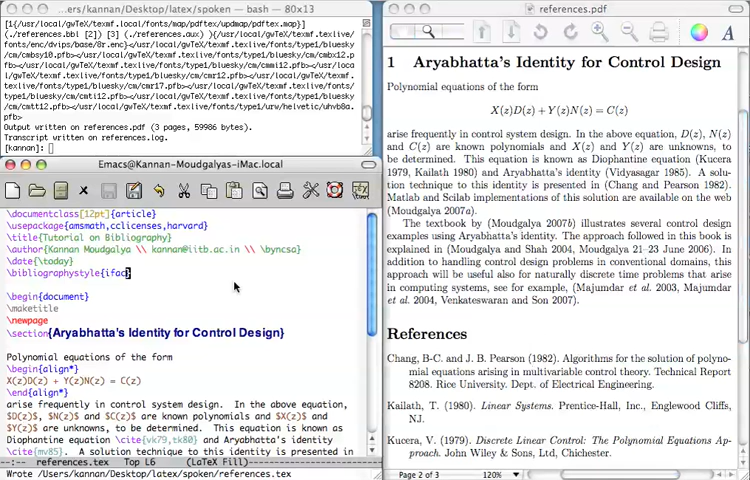 ers/kannan/Desktop/latex/spoken — bash — 80x13
[1{/usr/local/gwTeX/texmf.texlive/fonts/map/pdftex/updmap/pdftex.map}
(./references.bbl [2]) [3] (./references.aux) ){/usr/local/gwTeX/texmf.texlive/
fonts/enc/dvips/base/8r.enc}</usr/local/gwTeX/texmf.texlive/fonts/type1/bluesky
/cm/cmbsy10.pfb></usr/local/gwTeX/texmf.texlive/fonts/type1/bluesky/cm/cmbx12.p
fb></usr/local/gwTeX/texmf.texlive/fonts/type1/bluesky/cm/cmmi12.pfb></usr/loca
l/gwTeX/texmf.texlive/fonts/type1/bluesky/cm/cmr12.pfb></usr/local/gwTeX/texmf.
texlive/fonts/type1/bluesky/cm/cmr17.pfb></usr/local/gwTeX/texmf.texlive/fonts/
type1/bluesky/cm/cmti12.pfb></usr/local/gwTeX/texmf.texlive/fonts/type1/bluesky
/cm/cmtt12.pfb></usr/local/gwTeX/texmf.texlive/fonts/type1/urw/helvetic/uhvb8a.
pfb>
Output written on references.pdf (3 pages, 59986 bytes).
Transcript written on references.log.
[kannan]:
Emacs@Kannan-Moudgalyas-iMac.local
\documentclass[12pt]{article}
\usepackage{amsmath,cclicenses,harvard}
\title{Tutorial on Bibliography}
\author{Kannan Moudgalya \\ kannan@iitb.ac.in \\ \byncsa}
\date{\today}
\bibliographystyle{ifac}
\begin{document}
\maketitle
\newpage
\section{Aryabhatta's Identity for Control Design}
Polynomial equations of the form
\begin{align*}
X(z)D(z) + Y(z)N(z) = C(z)
\end{align*}
arise frequently in control system design. In the above equation,
$D(z)$, $N(z)$ and $C(z)$ are known polynomials and $X(z)$ and
$Y(z)$ are unknowns, to be determined. This equation is known as
Diophantine equation \cite{vk79,tk80} and Aryabhatta's identity
\cite{mv85}. A solution technique to this identity is presented in
--:-- references.tex Top L6 (LaTeX Fill)
Wrote /Users/kannan/Desktop/latex/spoken/references.tex
references.pdf
1 Aryabhatta's Identity for Control Design
Polynomial equations of the form
X(z)D(z) + Y(z)N(z) = C(z)
arise frequently in control system design. In the above equation, D(z), N(z)
and C(z) are known polynomials and X(z) and Y(z) are unknowns, to
be determined. This equation is known as Diophantine equation (Kucera
1979, Kailath 1980) and Aryabhatta's identity (Vidyasagar 1985). A solu-
tion technique to this identity is presented in (Chang and Pearson 1982).
Matlab and Scilab implementations of this solution are available on the web
(Moudgalya 2007a).
The textbook by (Moudgalya 2007b) illustrates several control design
examples using Aryabhatta's identity. The approach followed in this book is
explained in (Moudgalya and Shah 2004, Moudgalya 21–23 June 2006). In
addition to handling control design problems in conventional domains, this
approach will be useful also for naturally discrete time problems that arise
in computing systems, see for example, (Majumdar et al. 2003, Majumdar
et al. 2004, Venkateswaran and Son 2007).
References
Chang, B-C. and J. B. Pearson (1982). Algorithms for the solution of polyno-
mial equations arising in multivariable control theory. Technical Report
8208. Rice University. Dept. of Electrical Engineering.
Kailath, T. (1980). Linear Systems. Prentice-Hall, Inc., Englewood Cliffs,
NJ.
Kucera, V. (1979). Discrete Linear Control: The Polynomial Equations Ap-
proach. John Wiley & Sons, Ltd, Chichester.
Page 2 of 3 120%